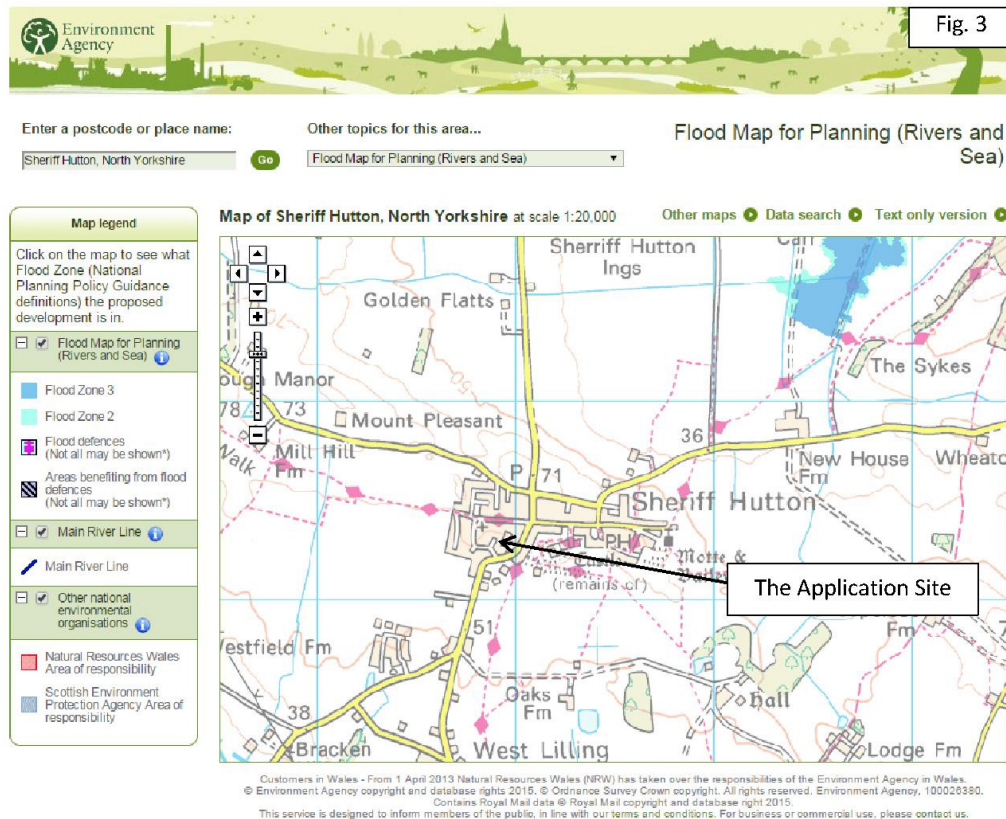 Environment
Agency
Fig. 3
Enter a postcode or place name:
Sheriff Hutton, North Yorkshire
Go
Other topics for this area...
Flood Map for Planning (Rivers and Sea)
Flood Map for Planning (Rivers and
Sea)
Map legend
Click on the map to see what
Flood Zone (National
Planning Policy Guidance
definitions) the proposed
development is in.
Flood Map for Planning
(Rivers and Sea)
Flood Zone 3
Flood Zone 2
Flood defences
(Not all may be shown*)
Areas benefiting from flood
defences
(Not all may be shown*)
Main River Line
Main River Line
Other national
environmental
organisations
Natural Resources Wales
Area of responsibility
Scottish Environment
Protection Agency Area of
responsibility
Map of Sheriff Hutton, North Yorkshire at scale 1:20,000
Other maps
Data search
Text only version
Sherriff Hutton
Ings
Carr
Golden Flatts
50
The Sykes
ough Manor
78
73
Mount Pleasant
36
Walk
Mill Hill
Fm
New House
Fm
P
71
Sheriff Hutton
PH
Castle
(remains of)
Motte &
The Application Site
Fm
51
estfield Fm
Oaks
Fm
Hall
38
Bracken
West Lilling
Lodge Fm
Customers in Wales - From 1 April 2013 Natural Resources Wales (NRW) has taken over the responsibilities of the Environment Agency in Wales.
© Environment Agency copyright and database rights 2015. © Ordnance Survey Crown copyright. All rights reserved. Environment Agency, 100026380.
Contains Royal Mail data © Royal Mail copyright and database right 2015.
This service is designed to inform members of the public, in line with our terms and conditions. For business or commercial use, please contact us.